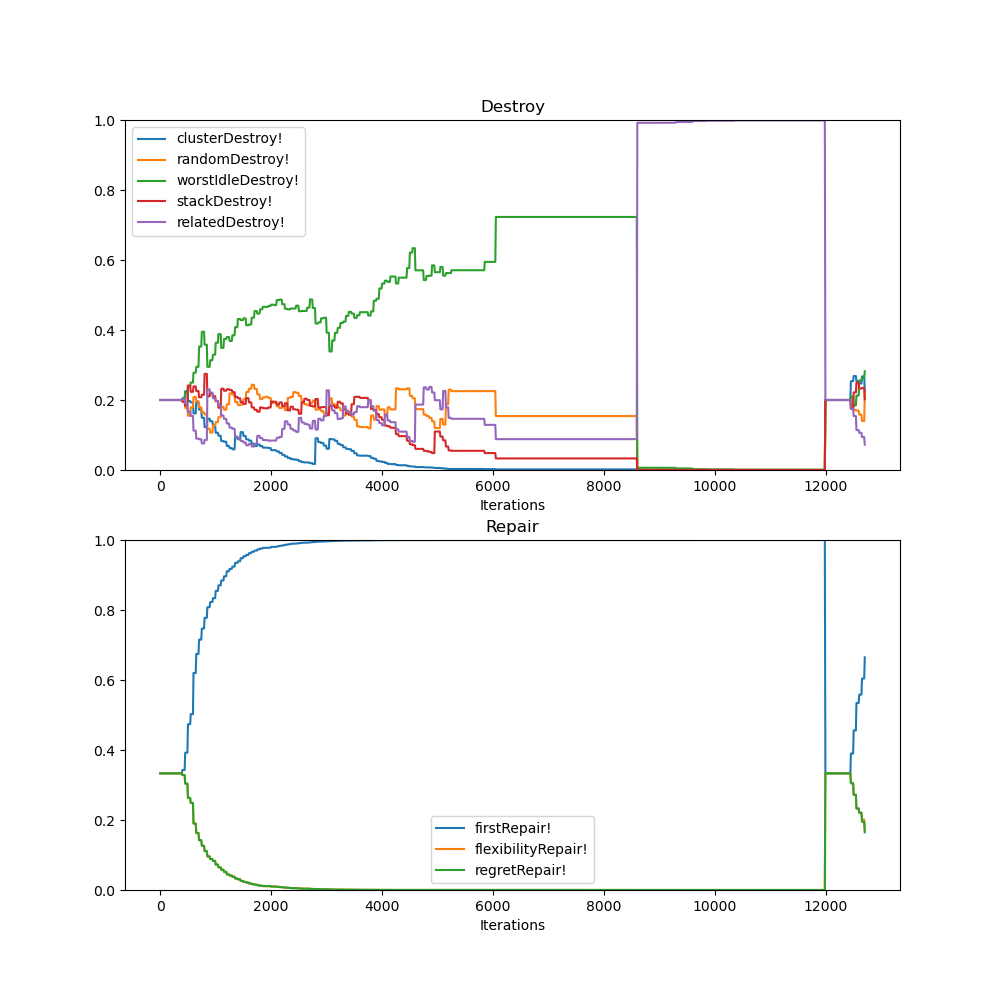 Destroy
1.0
0.8
0.6
0.4
0.2
0.0
clusterDestroy!
randomDestroy!
worstIdleDestroy!
stackDestroy!
relatedDestroy!
0 2000 4000 6000 8000 10000 12000
Iterations
Repair
1.0
0.8
0.6
0.4
0.2
0.0
firstRepair!
flexibilityRepair!
regretRepair!
0 2000 4000 6000 8000 10000 12000
Iterations